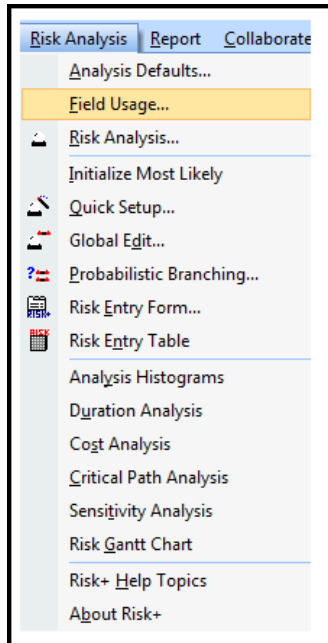 Risk Analysis Report Collaborate
Analysis Defaults...
Field Usage...
Risk Analysis...
Initialize Most Likely
Quick Setup...
Global Edit...
Probabilistic Branching...
RISK+ Risk Entry Form...
RISK Risk Entry Table
Analysis Histograms
Duration Analysis
Cost Analysis
Critical Path Analysis
Sensitivity Analysis
Risk Gantt Chart
Risk+ Help Topics
About Risk+